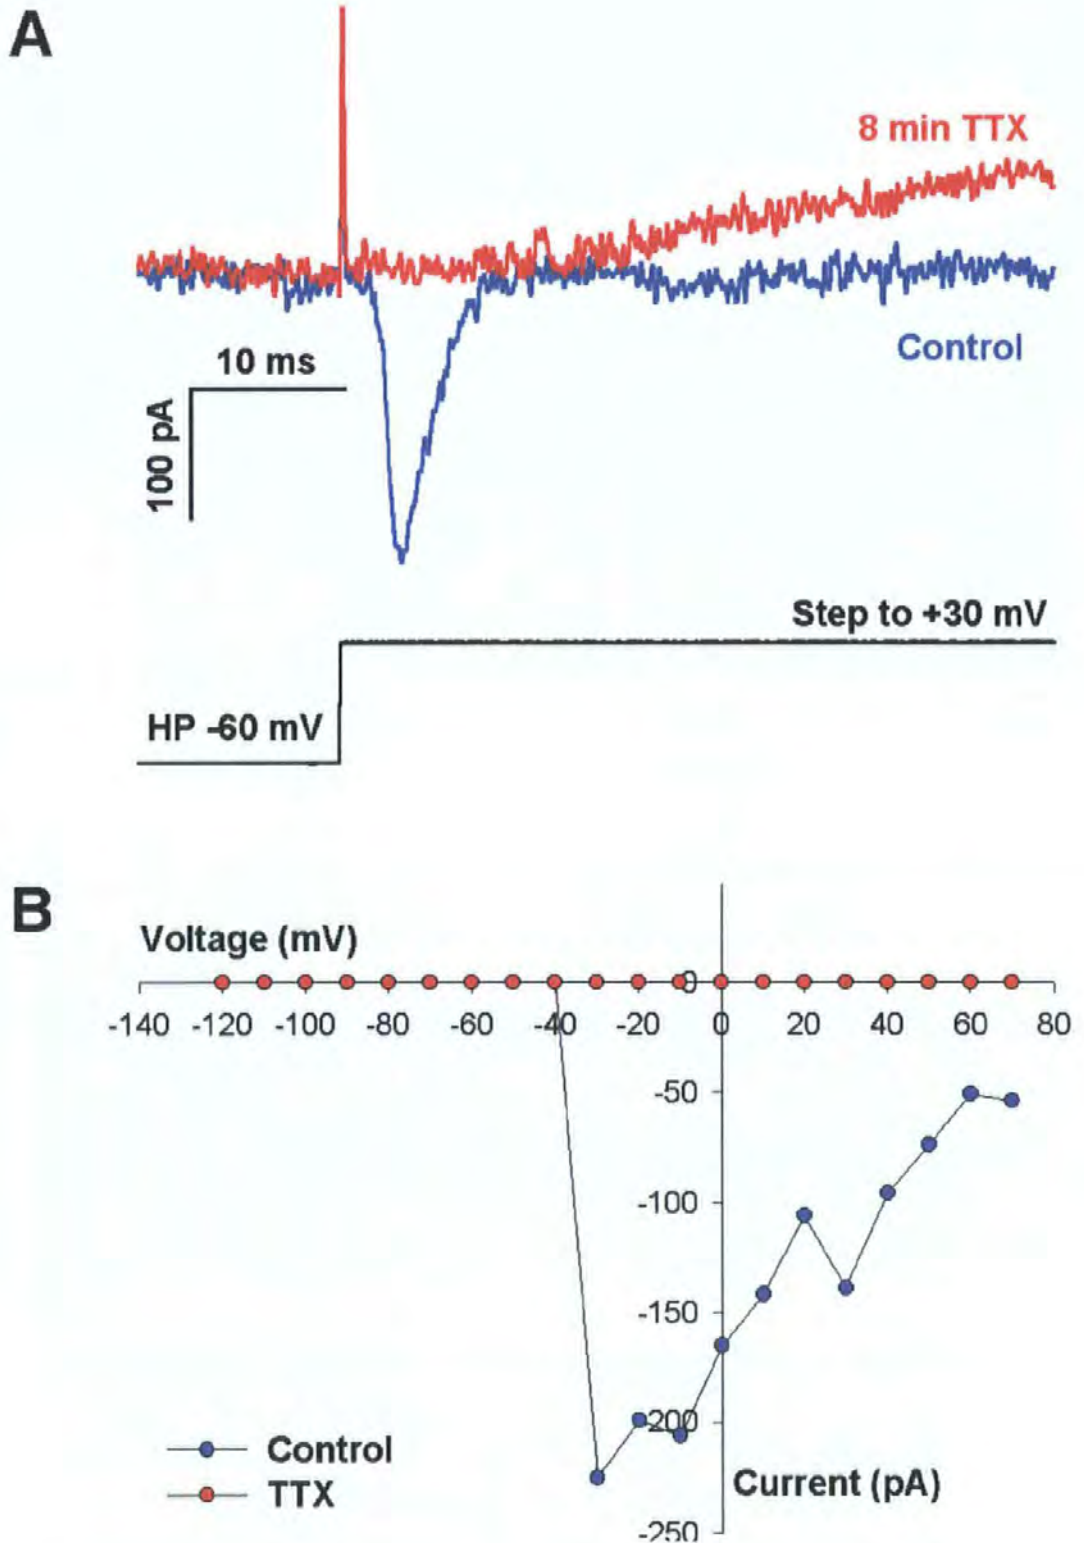 A
8 min TTX
Control
10 ms
100 pA
Step to +30 mV
HP -60 mV
B
Voltage (mV)
0
-140 -120 -100 -80 -60 -40 -20 0 20 40 60 80
-50
-100
-150
-200
-250
Current (pA)
Control
TTX